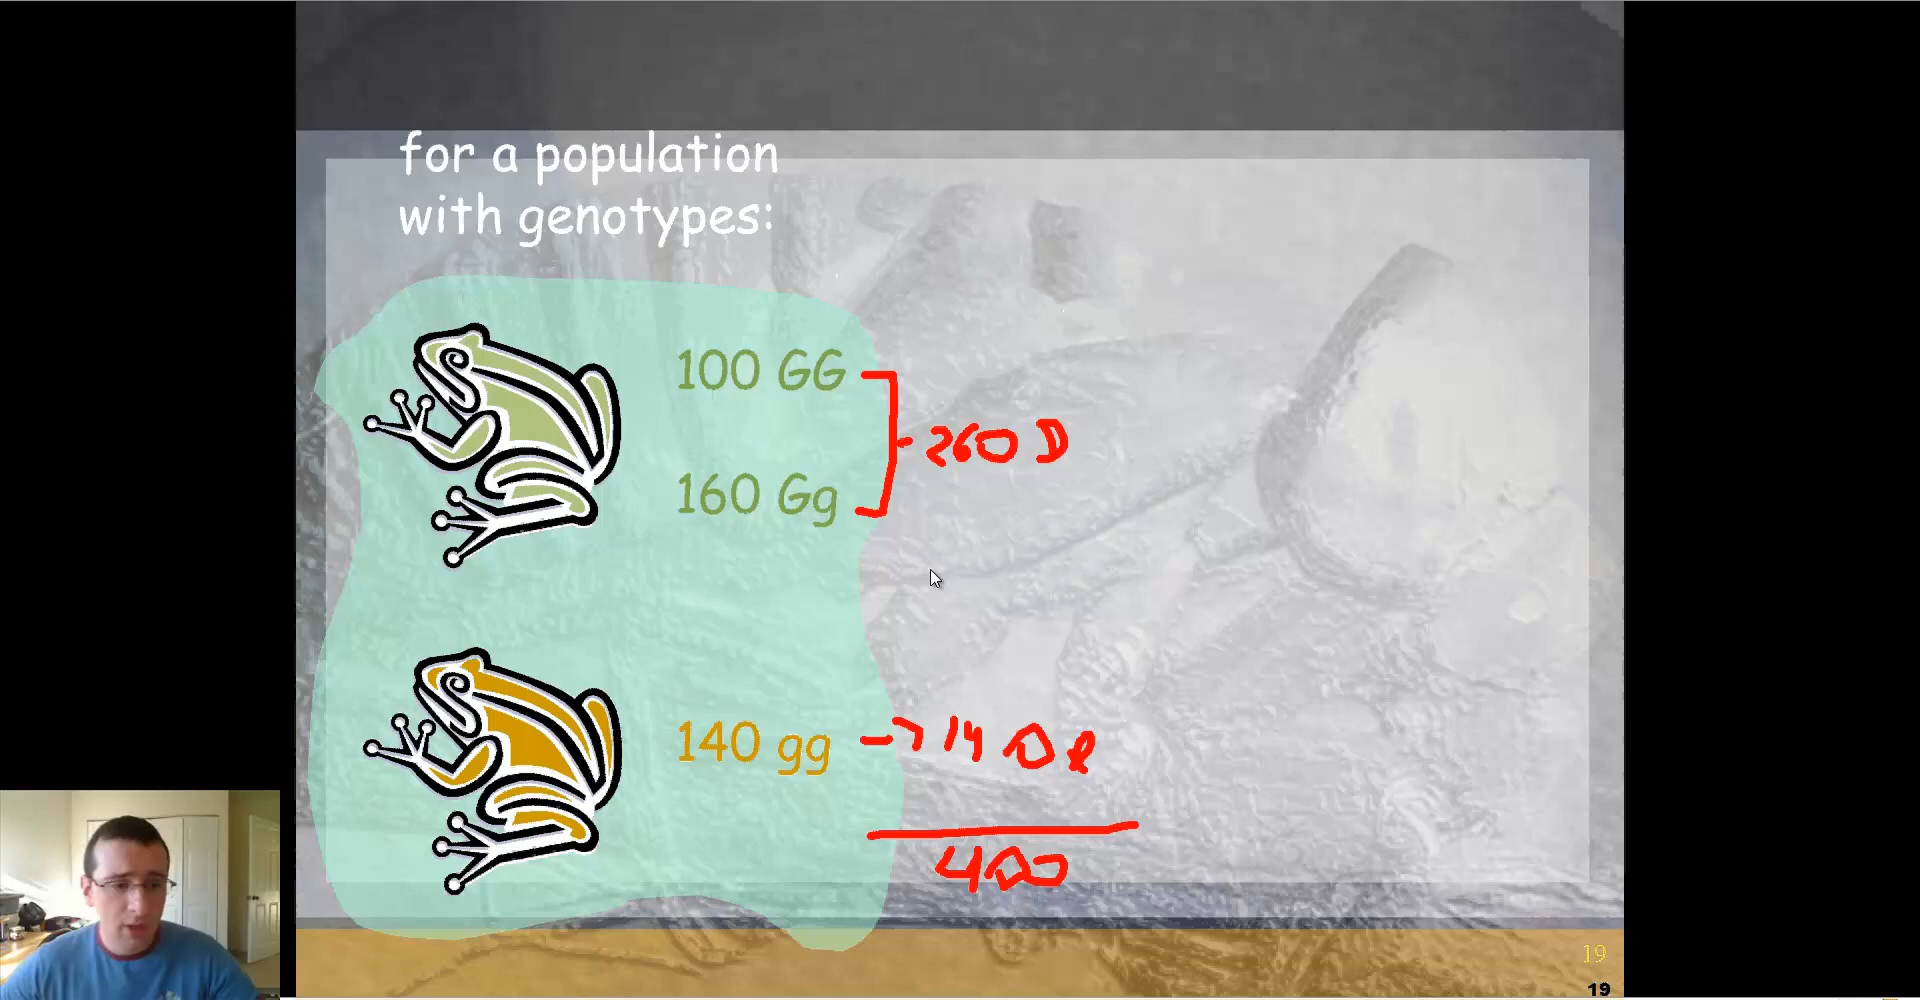 for a population
with genotypes:
100 GG
260 D
160 Gg
140 gg
140 r
400
19
19